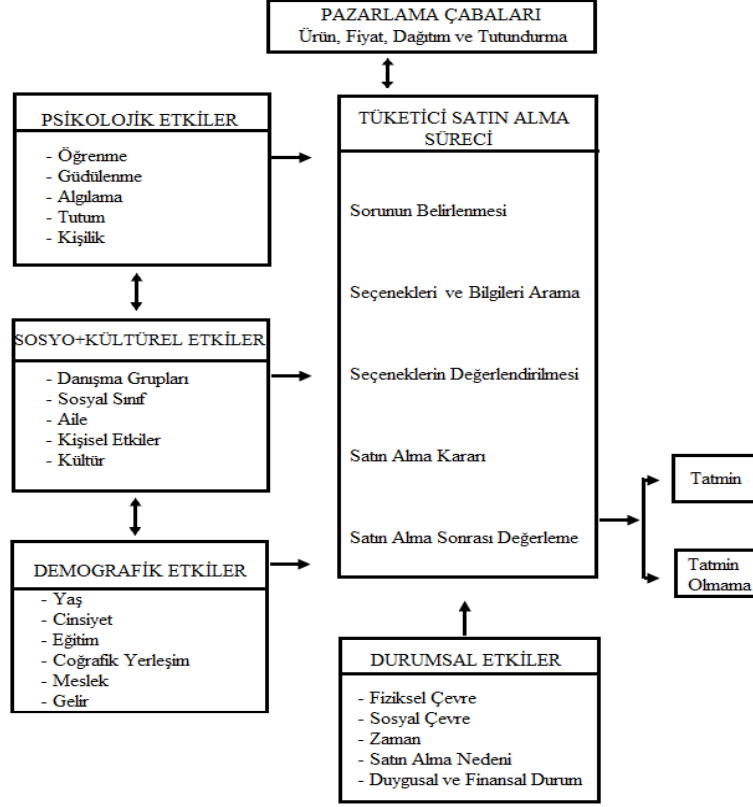 PAZARLAMA ÇABALARI
Ürün, Fiyat, Dağıtım ve Tutundurma
PSİKOLOJİK ETKİLER
- Öğrenme
- Güdülenme
- Algılama
- Tutum
- Kişilik
SOSYO+KÜLTÜREL ETKİLER
- Danışma Grupları
- Sosyal Sınıf
- Aile
- Kişisel Etkiler
- Kültür
DEMOGRAFİK ETKİLER
- Yaş
- Cinsiyet
- Eğitim
- Coğrafik Yerleşim
- Meslek
- Gelir
TÜKETİCİ SATIN ALMA
SÜRECİ
Sorunun Belirlenmesi
Seçenekleri ve Bilgileri Arama
Seçeneklerin Değerlendirilmesi
Satın Alma Kararı
Satın Alma Sonrası Değerleme
Tatmin
Tatmin
Olmama
DURUMSAL ETKİLER
- Fiziksel Çevre
- Sosyal Çevre
- Zaman
- Satın Alma Nedeni
- Duygusal ve Finansal Durum